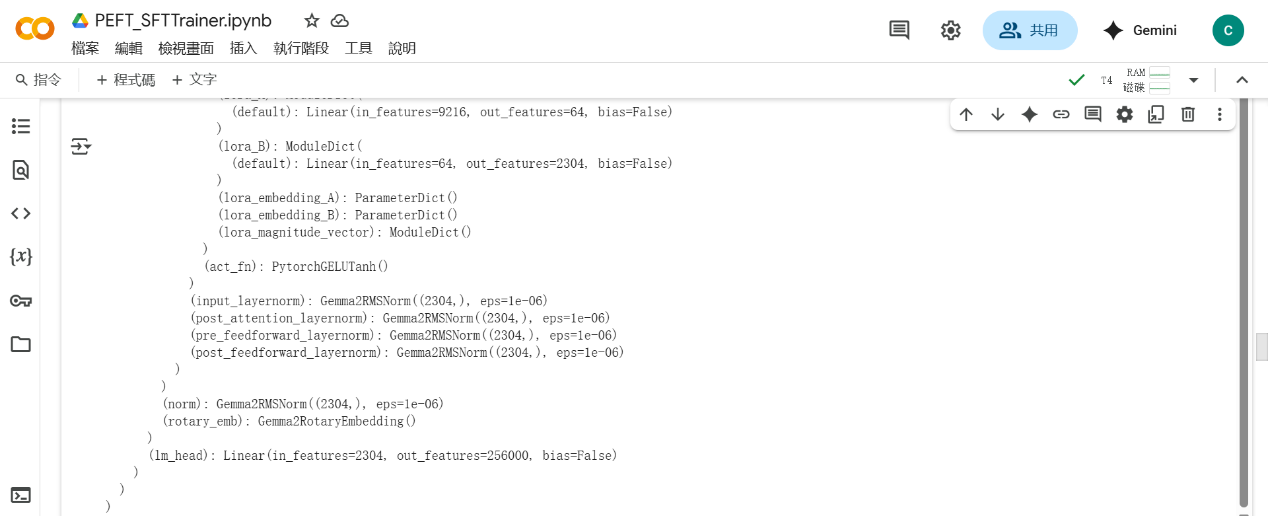 PEFT_SFTTrainer.ipynb
檔案 編輯 檢視畫面 插入 執行階段 工具 說明
共用
Gemini
C
指令 + 程式碼 + 文字
T4
RAM
磁碟
(default): Linear(in_features=9216, out_features=64, bias=False)
)
(lora_B): ModuleDict(
(default): Linear(in_features=64, out_features=2304, bias=False)
)
(lora_embedding_A): ParameterDict()
(lora_embedding_B): ParameterDict()
(lora_magnitude_vector): ModuleDict()
)
(act_fn): PytorchGELUTanh()
)
(input_layernorm): Gemma2RMSNorm((2304,), eps=1e-06)
(post_attention_layernorm): Gemma2RMSNorm((2304,), eps=1e-06)
(pre_feedforward_layernorm): Gemma2RMSNorm((2304,), eps=1e-06)
(post_feedforward_layernorm): Gemma2RMSNorm((2304,), eps=1e-06)
)
)
(norm): Gemma2RMSNorm((2304,), eps=1e-06)
(rotary_emb): Gemma2RotaryEmbedding()
)
(lm_head): Linear(in_features=2304, out_features=256000, bias=False)
)
)
)